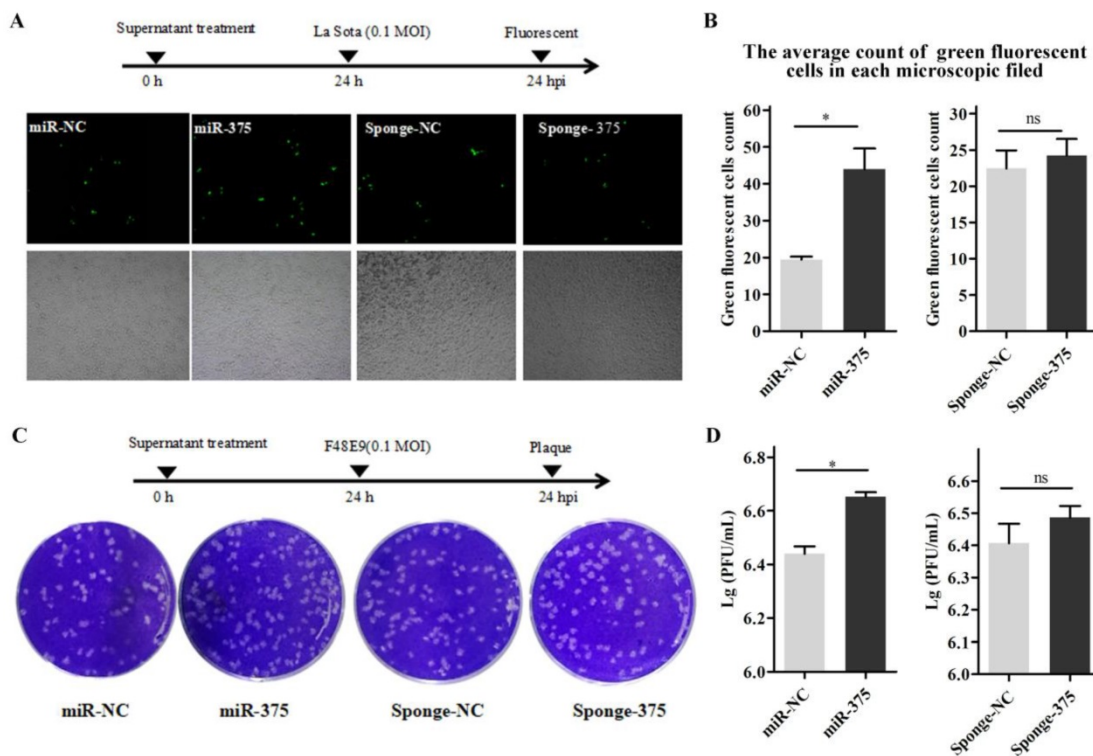 A
Supernatant treatment
La Sota (0.1 MOI)
Fluorescent
0 h
24 h
24 hpi
miR-NC
miR-375
Sponge-NC
Sponge-375
B
The average count of green fluorescent
cells in each microscopic filed
Green fluorescent cells count
60
50
40
30
20
10
0
*
miR-NC
miR-375
Green fluorescent cells count
30
25
20
15
10
5
0
ns
Sponge-NC
Sponge-375
C
Supernatant treatment
F48E9(0.1 MOI)
Plaque
0 h
24 h
24 hpi
miR-NC
miR-375
Sponge-NC
Sponge-375
D
Lg (PFU/mL)
6.8
6.6
6.4
6.2
6.0
*
miR-NC
miR-375
Lg (PFU/mL)
6.6
6.5
6.4
6.3
6.2
6.1
6.0
ns
Sponge-NC
Sponge-375